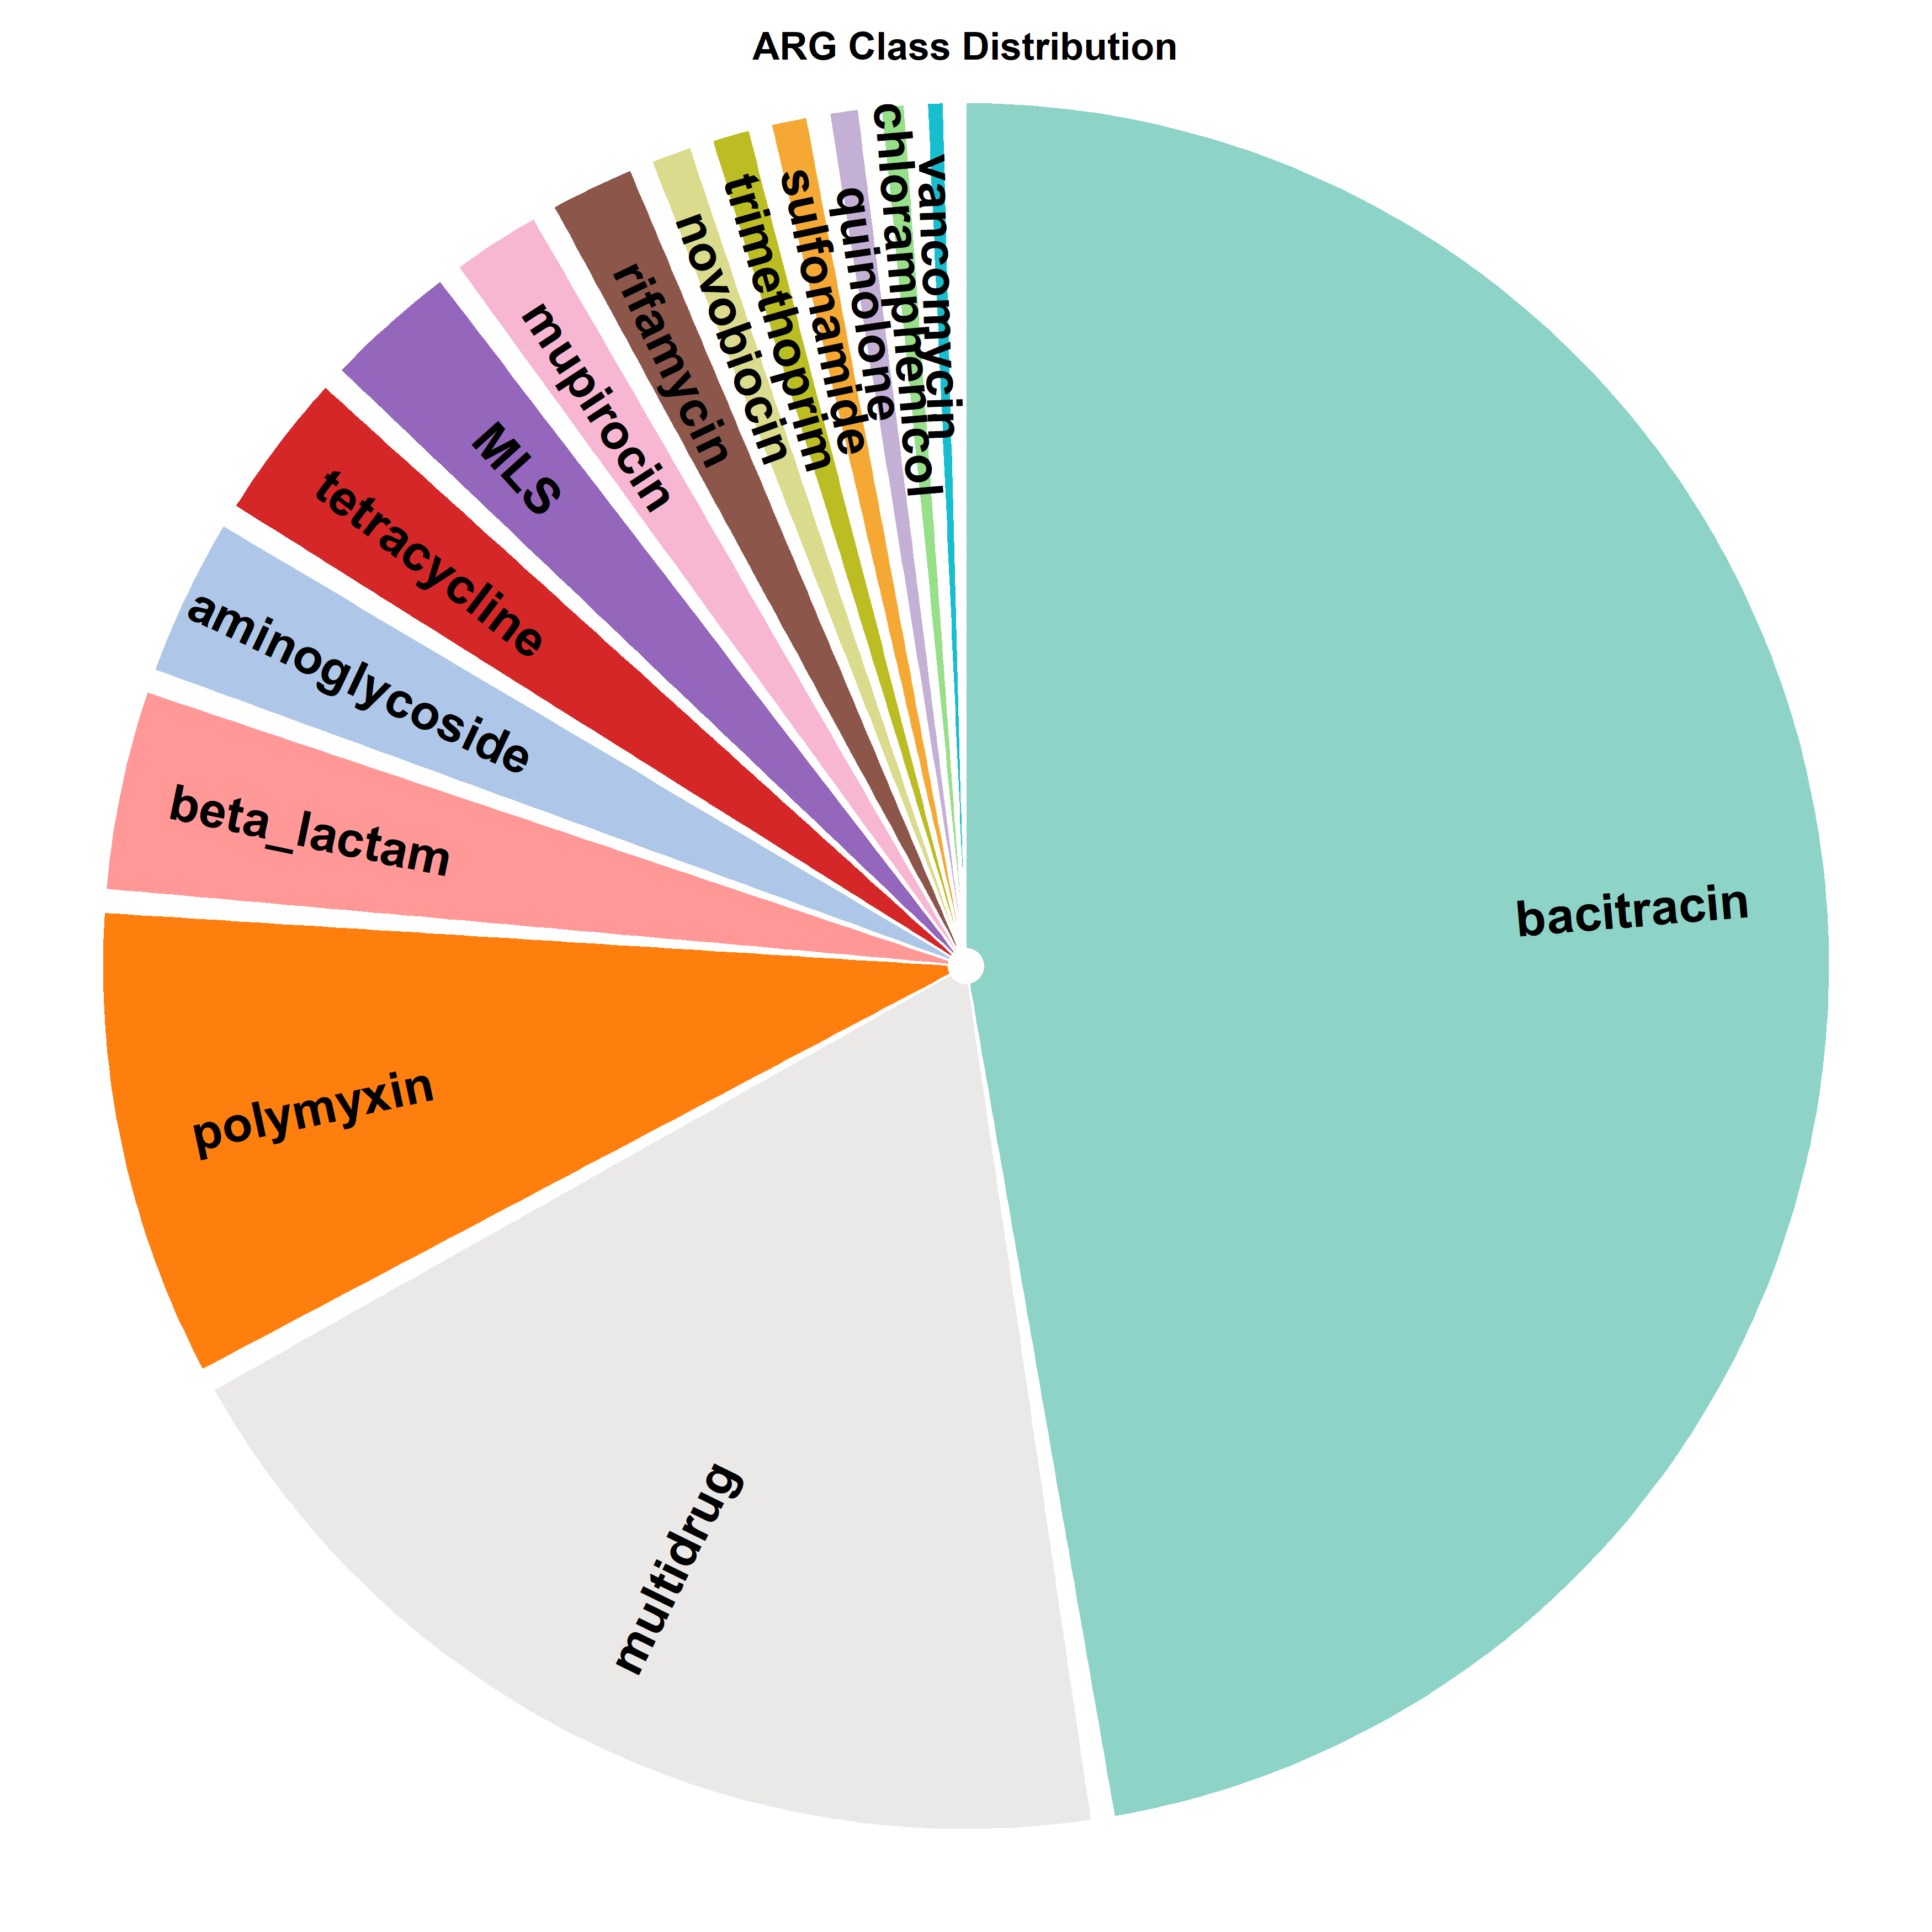 ARG Class Distribution
bacitracin
multidrug
polymyxin
beta_lactam
aminoglycoside
tetracycline
MLS
mupirocin
rifamycin
novobiocin
trimethoprim
sulfonamide
quinolone
chloramphenicol
vancomycin